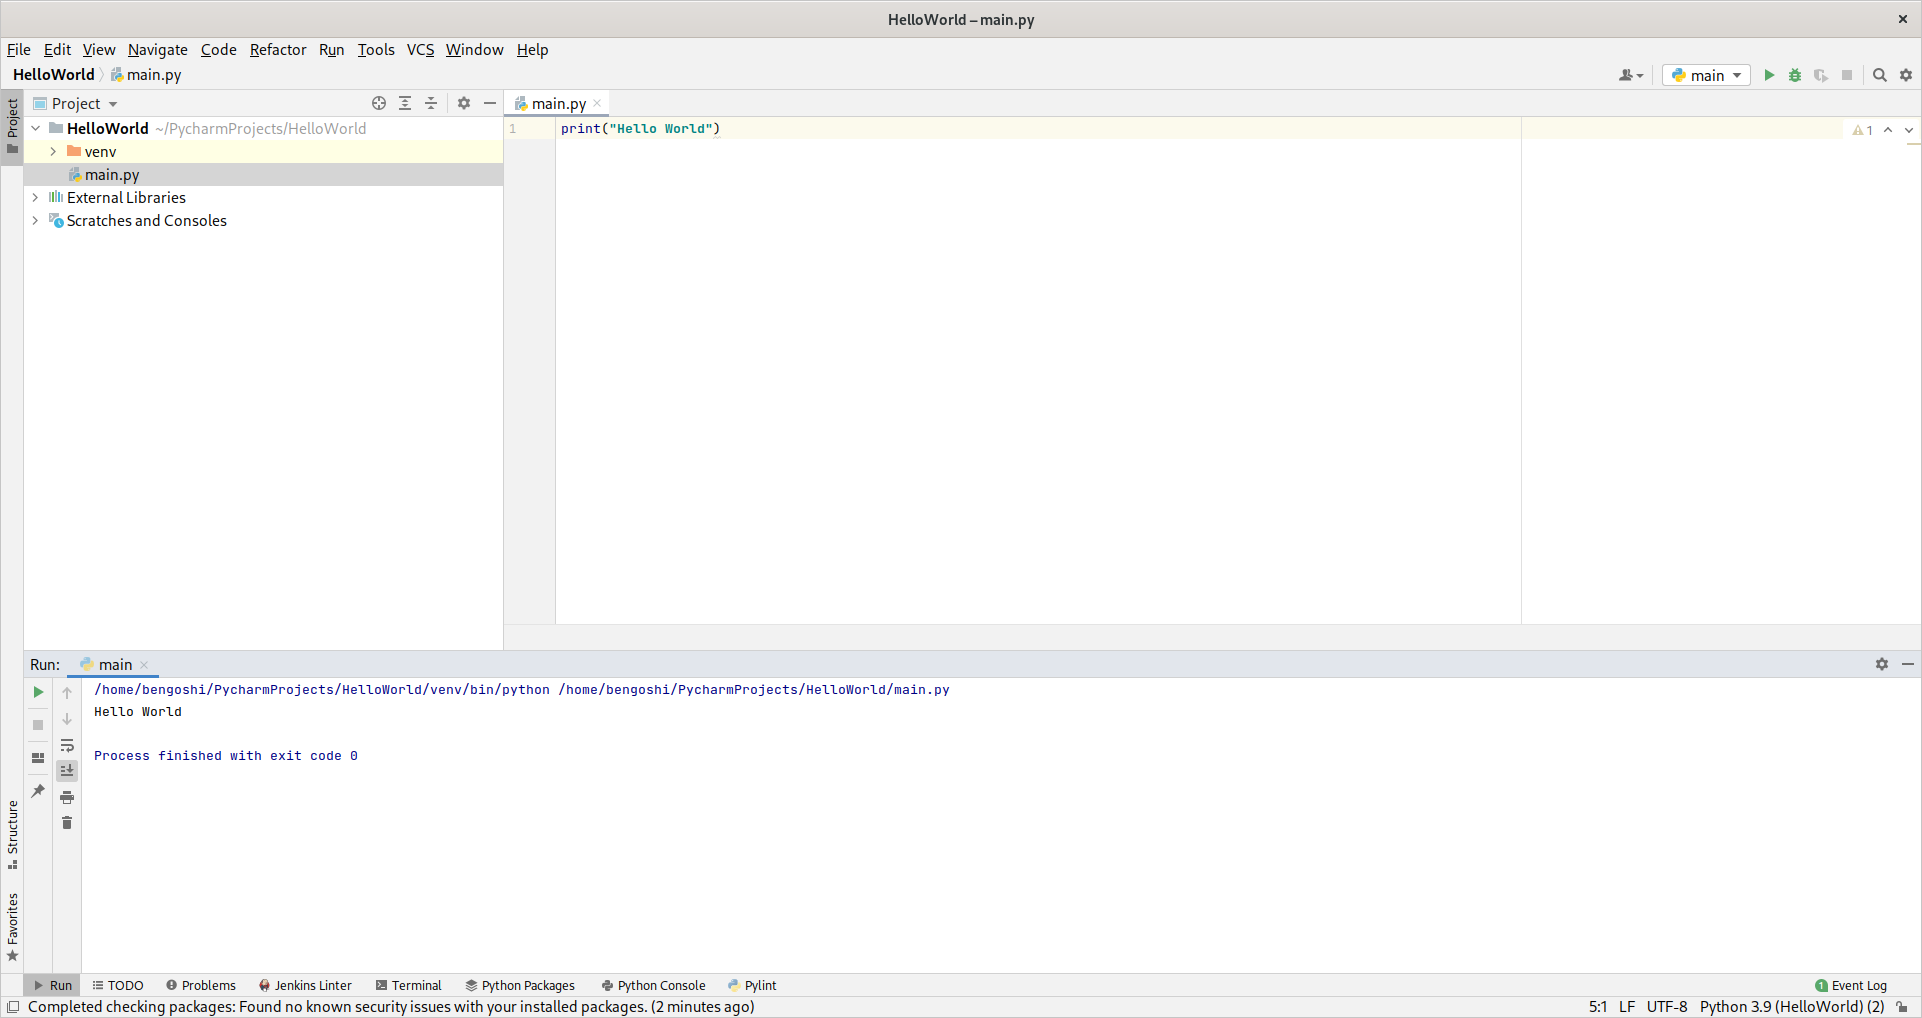 HelloWorld – main.py
File Edit View Navigate Code Refactor Run Tools VCS Window Help
HelloWorld main.py
main
Project
Project
main.py
HelloWorld ~/PycharmProjects/HelloWorld
venv
main.py
External Libraries
Scratches and Consoles
1 print("Hello World")
1
Run: main
/home/bengoshi/PycharmProjects/HelloWorld/venv/bin/python /home/bengoshi/PycharmProjects/HelloWorld/main.py
Hello World
Process finished with exit code 0
Structure
Favorites
Run TODO Problems Jenkins Linter Terminal Python Packages Python Console Pylint 1 Event Log
Completed checking packages: Found no known security issues with your installed packages. (2 minutes ago) 5:1 LF UTF-8 Python 3.9 (HelloWorld) (2)